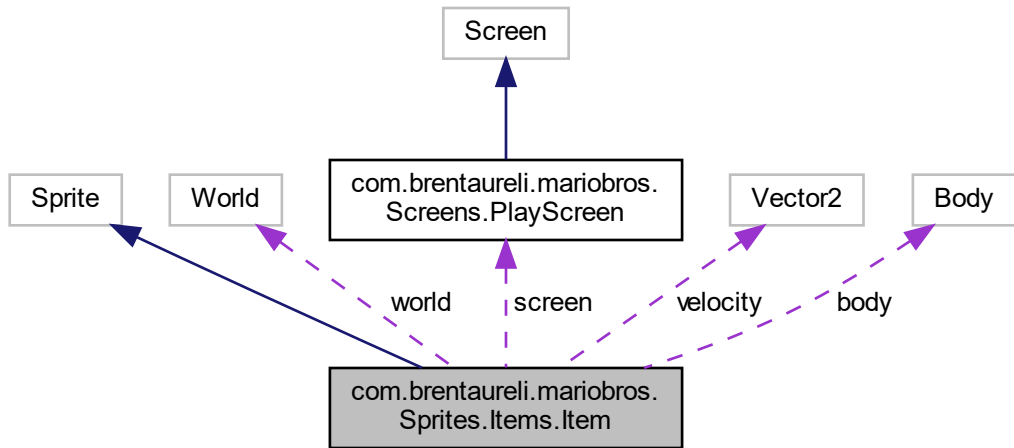 Screen
com.brentaureli.mariobros.
Screens.PlayScreen
Sprite
World
Vector2
Body
world
screen
velocity
body
com.brentaureli.mariobros.
Sprites.Items.Item